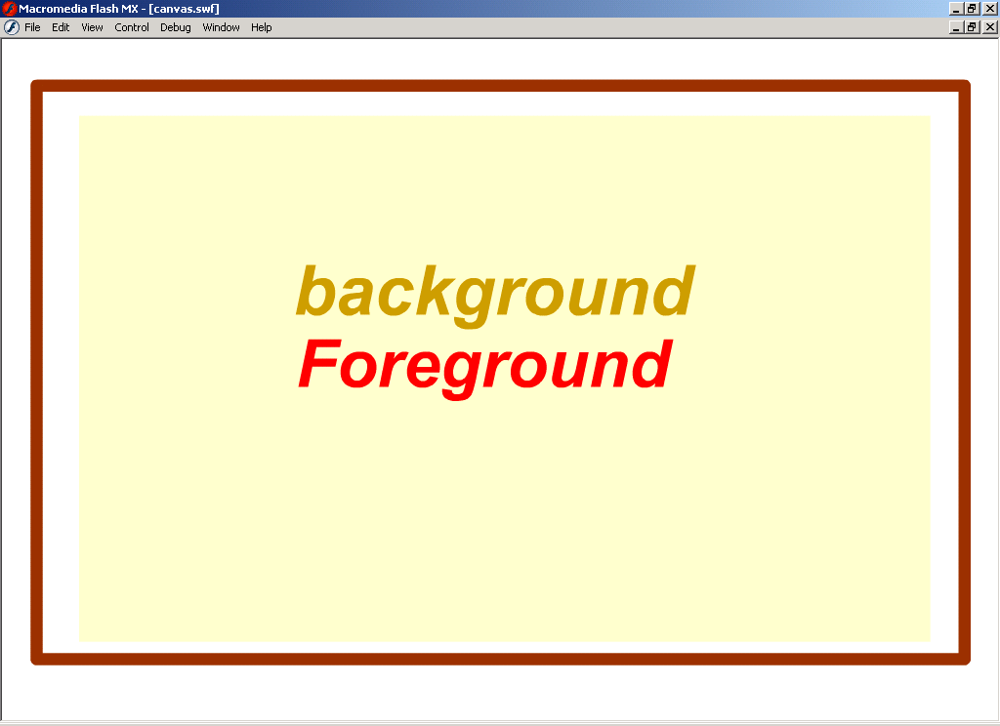 Macromedia Flash MX - [canvas.swf]
File Edit View Control Debug Window Help
background
Foreground